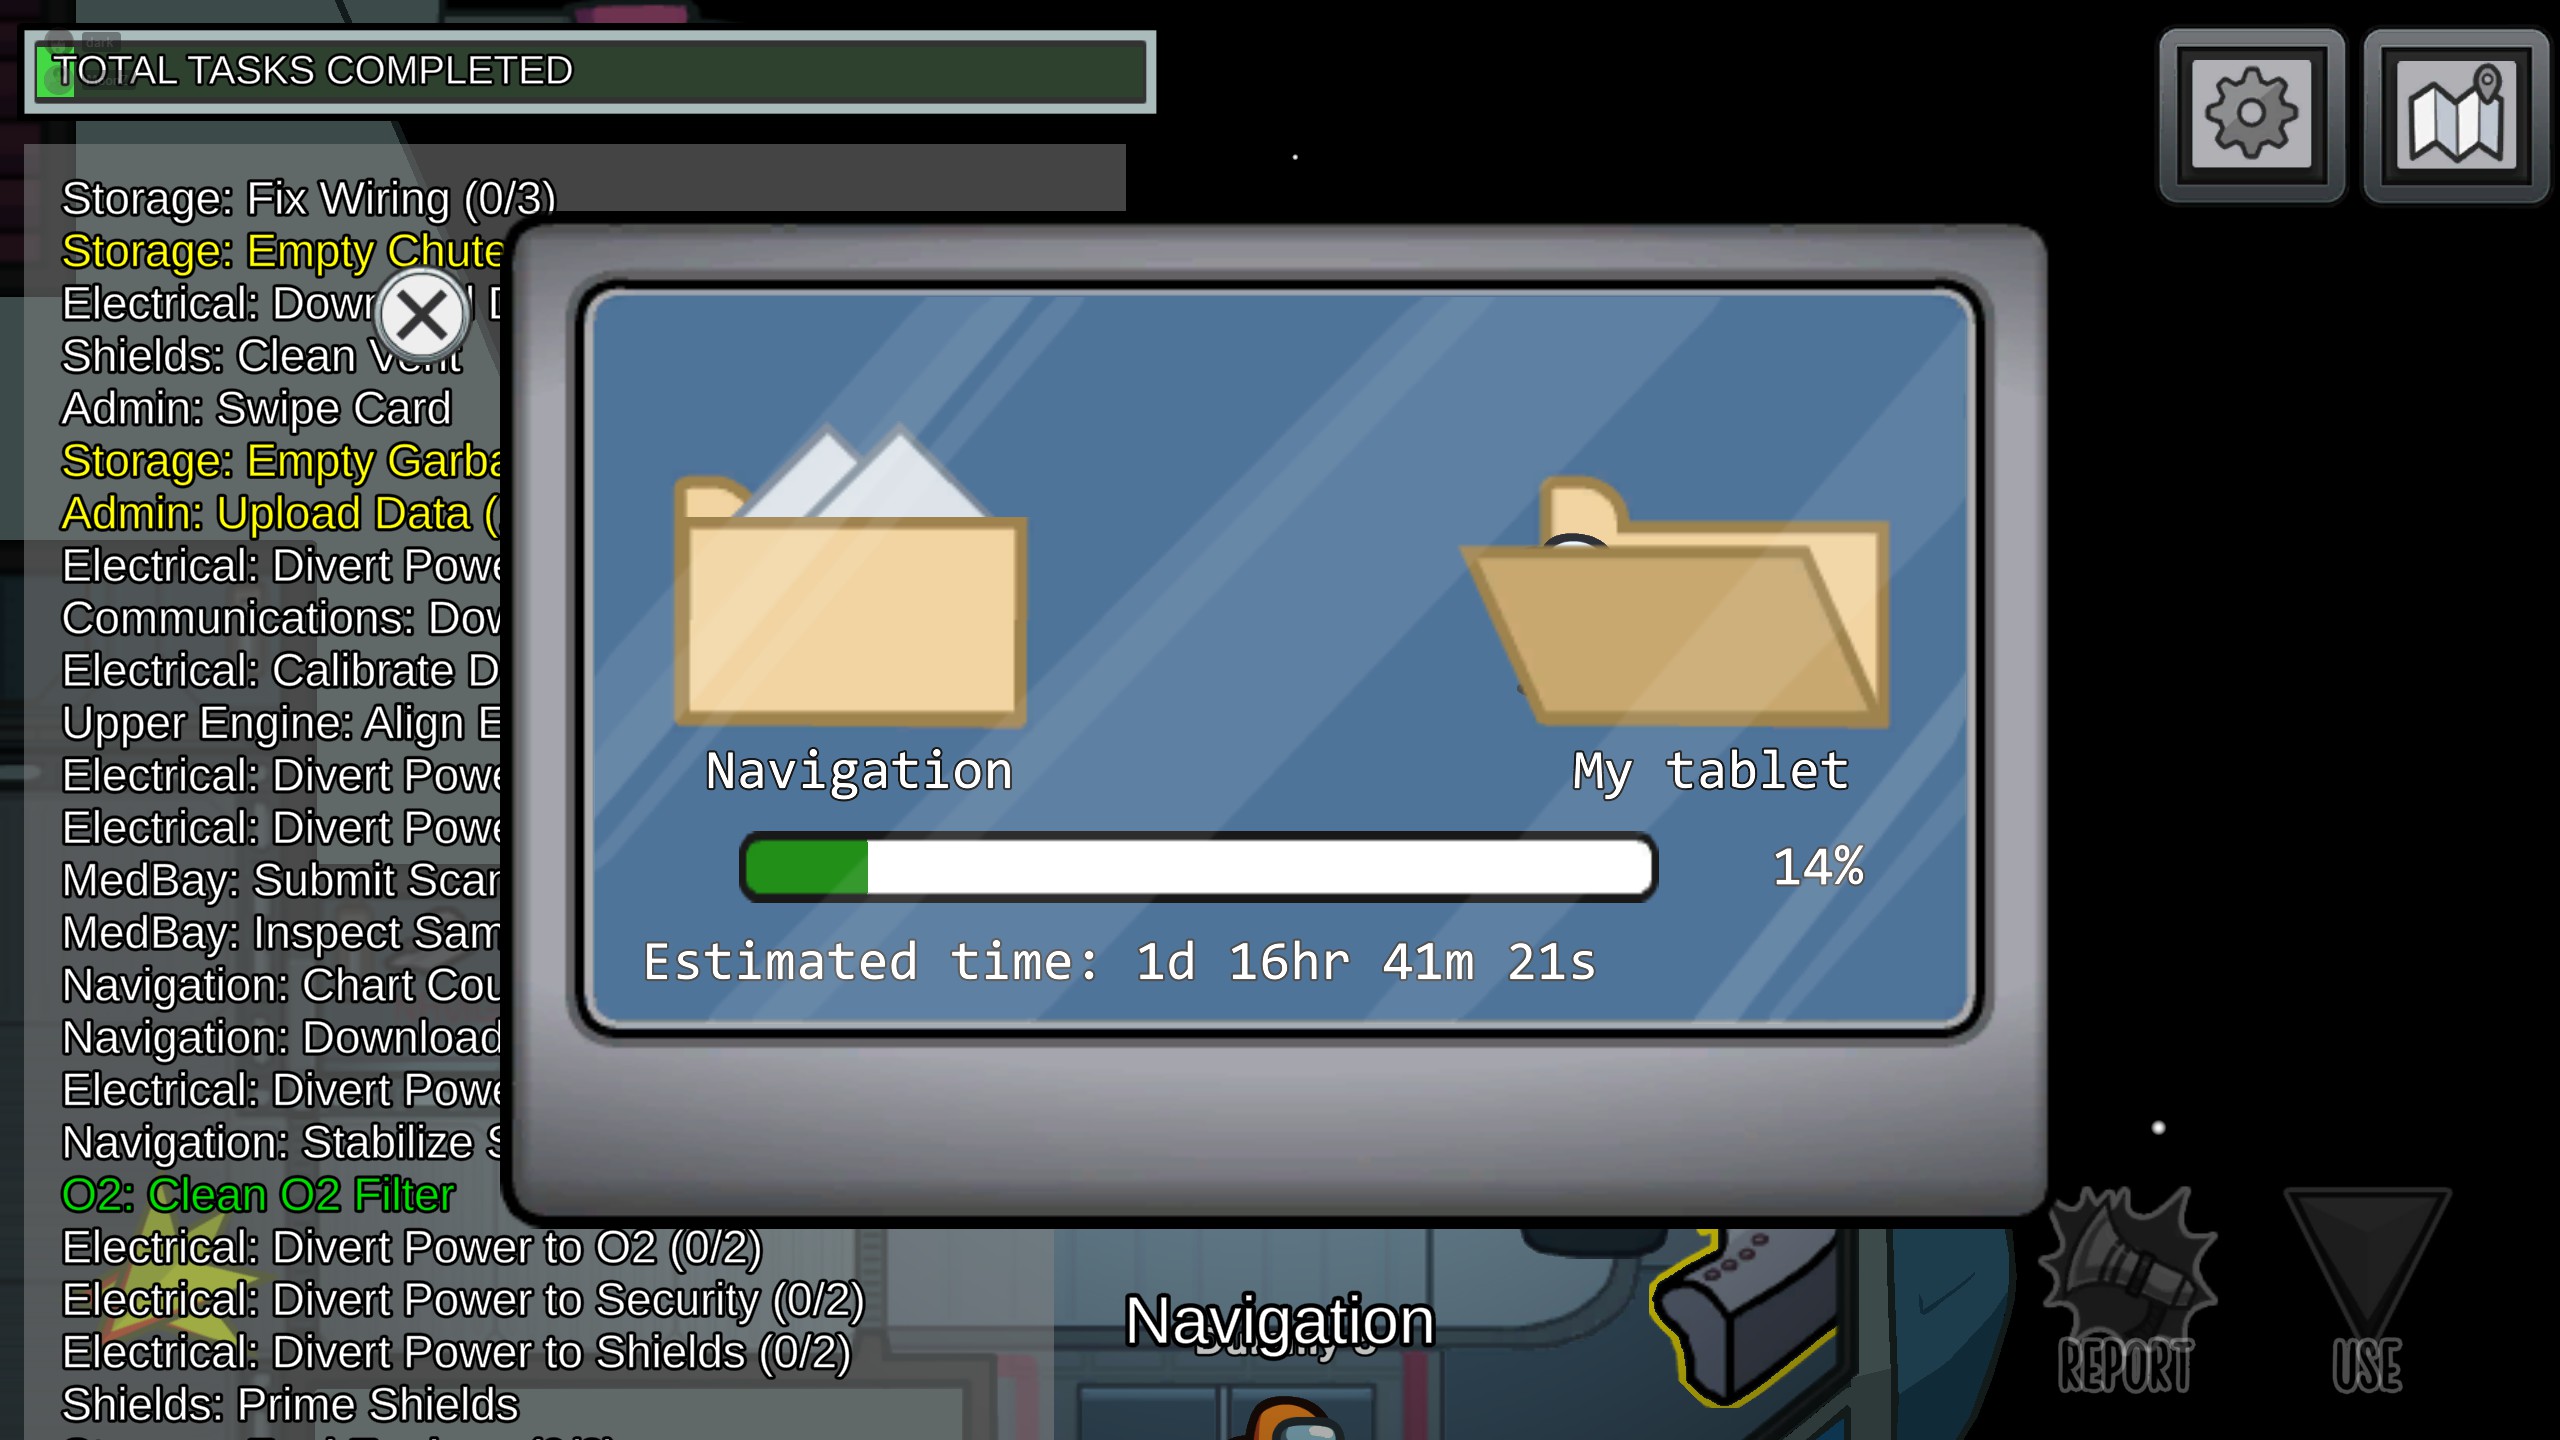 TOTAL TASKS COMPLETED
Storage: Fix Wiring (0/3)
Storage: Empty Chute
Electrical: Down
Shields: Clean Vent
Admin: Swipe Card
Storage: Empty Garba
Admin: Upload Data (
Electrical: Divert Powe
Communications: Dow
Electrical: Calibrate D
Upper Engine: Align E
Electrical: Divert Powe
Electrical: Divert Powe
MedBay: Submit Scan
MedBay: Inspect Sam
Navigation: Chart Cou
Navigation: Download
Electrical: Divert Powe
Navigation: Stabilize S
O2: Clean O2 Filter
Electrical: Divert Power to O2 (0/2)
Electrical: Divert Power to Security (0/2)
Electrical: Divert Power to Shields (0/2)
Shields: Prime Shields
Navigation
My tablet
14%
Estimated time: 1d 16hr 41m 21s
Navigation
REPORT
USE